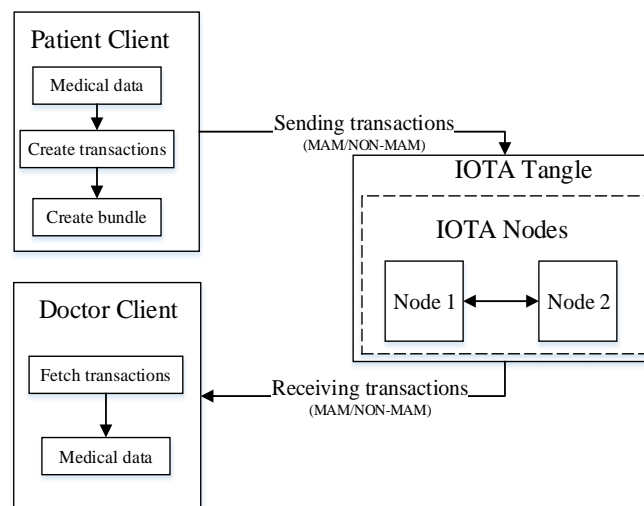 Patient Client
Medical data
Create transactions
Create bundle
Sending transactions
(MAM/NON-MAM)
IOTA Tangle
IOTA Nodes
Node 1
Node 2
Doctor Client
Fetch transactions
Medical data
Receiving transactions
(MAM/NON-MAM)